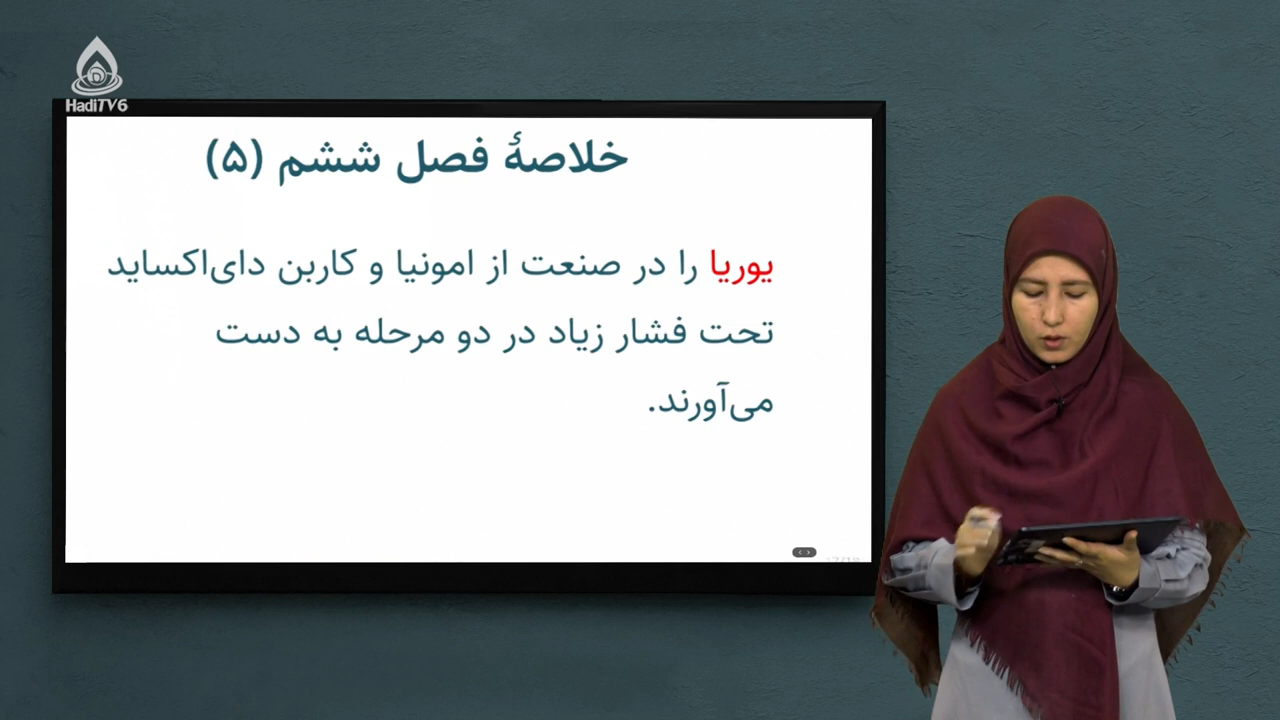 HadiTV6
خلاصهٔ فصل ششم (۵)
یوریا را در صنعت از امونیا و کاربن دای‌اکساید
تحت فشار زیاد در دو مرحله به دست
می‌آورند.